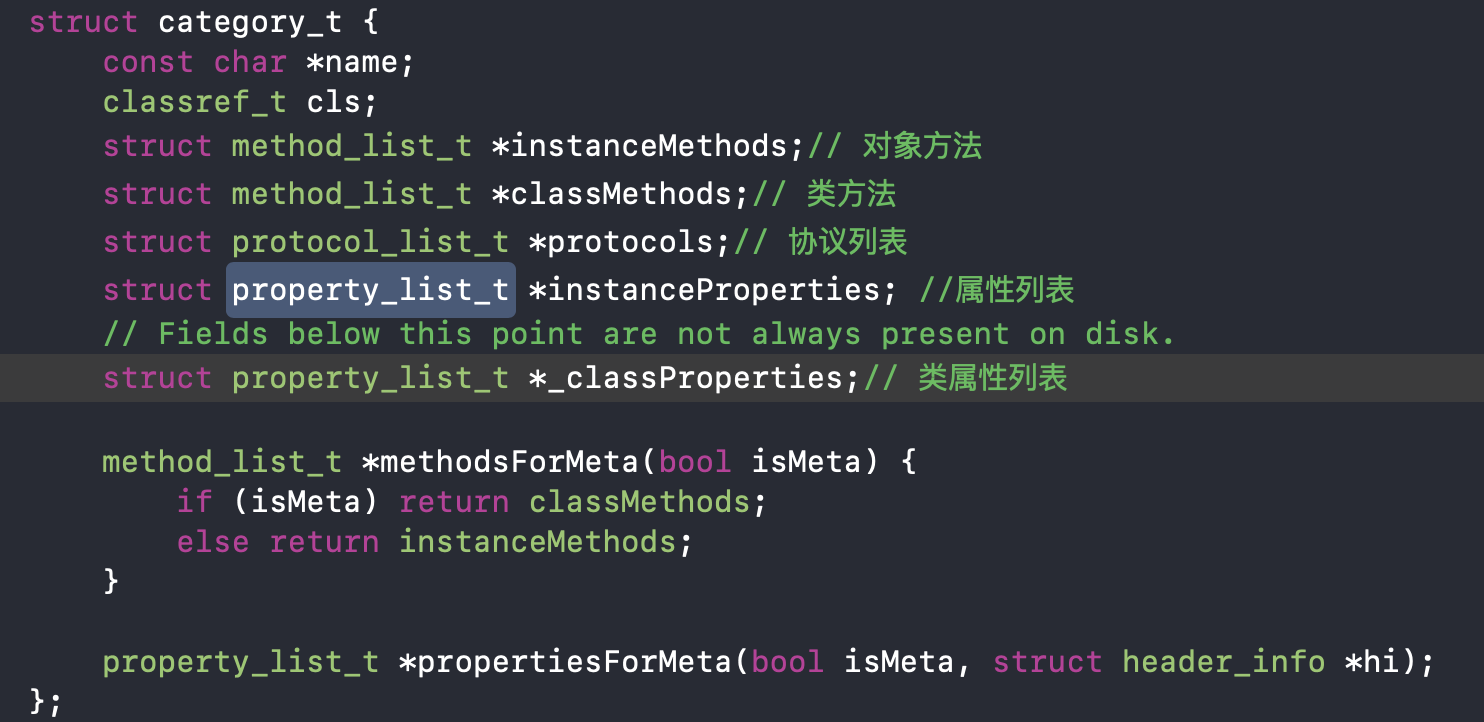 struct category_t {
    const char *name;
    classref_t cls;
    struct method_list_t *instanceMethods;// 对象方法
    struct method_list_t *classMethods;// 类方法
    struct protocol_list_t *protocols;// 协议列表
    struct property_list_t *instanceProperties; //属性列表
    // Fields below this point are not always present on disk.
    struct property_list_t *_classProperties;// 类属性列表
    method_list_t *methodsForMeta(bool isMeta) {
        if (isMeta) return classMethods;
        else return instanceMethods;
    }
    property_list_t *propertiesForMeta(bool isMeta, struct header_info *hi);
};